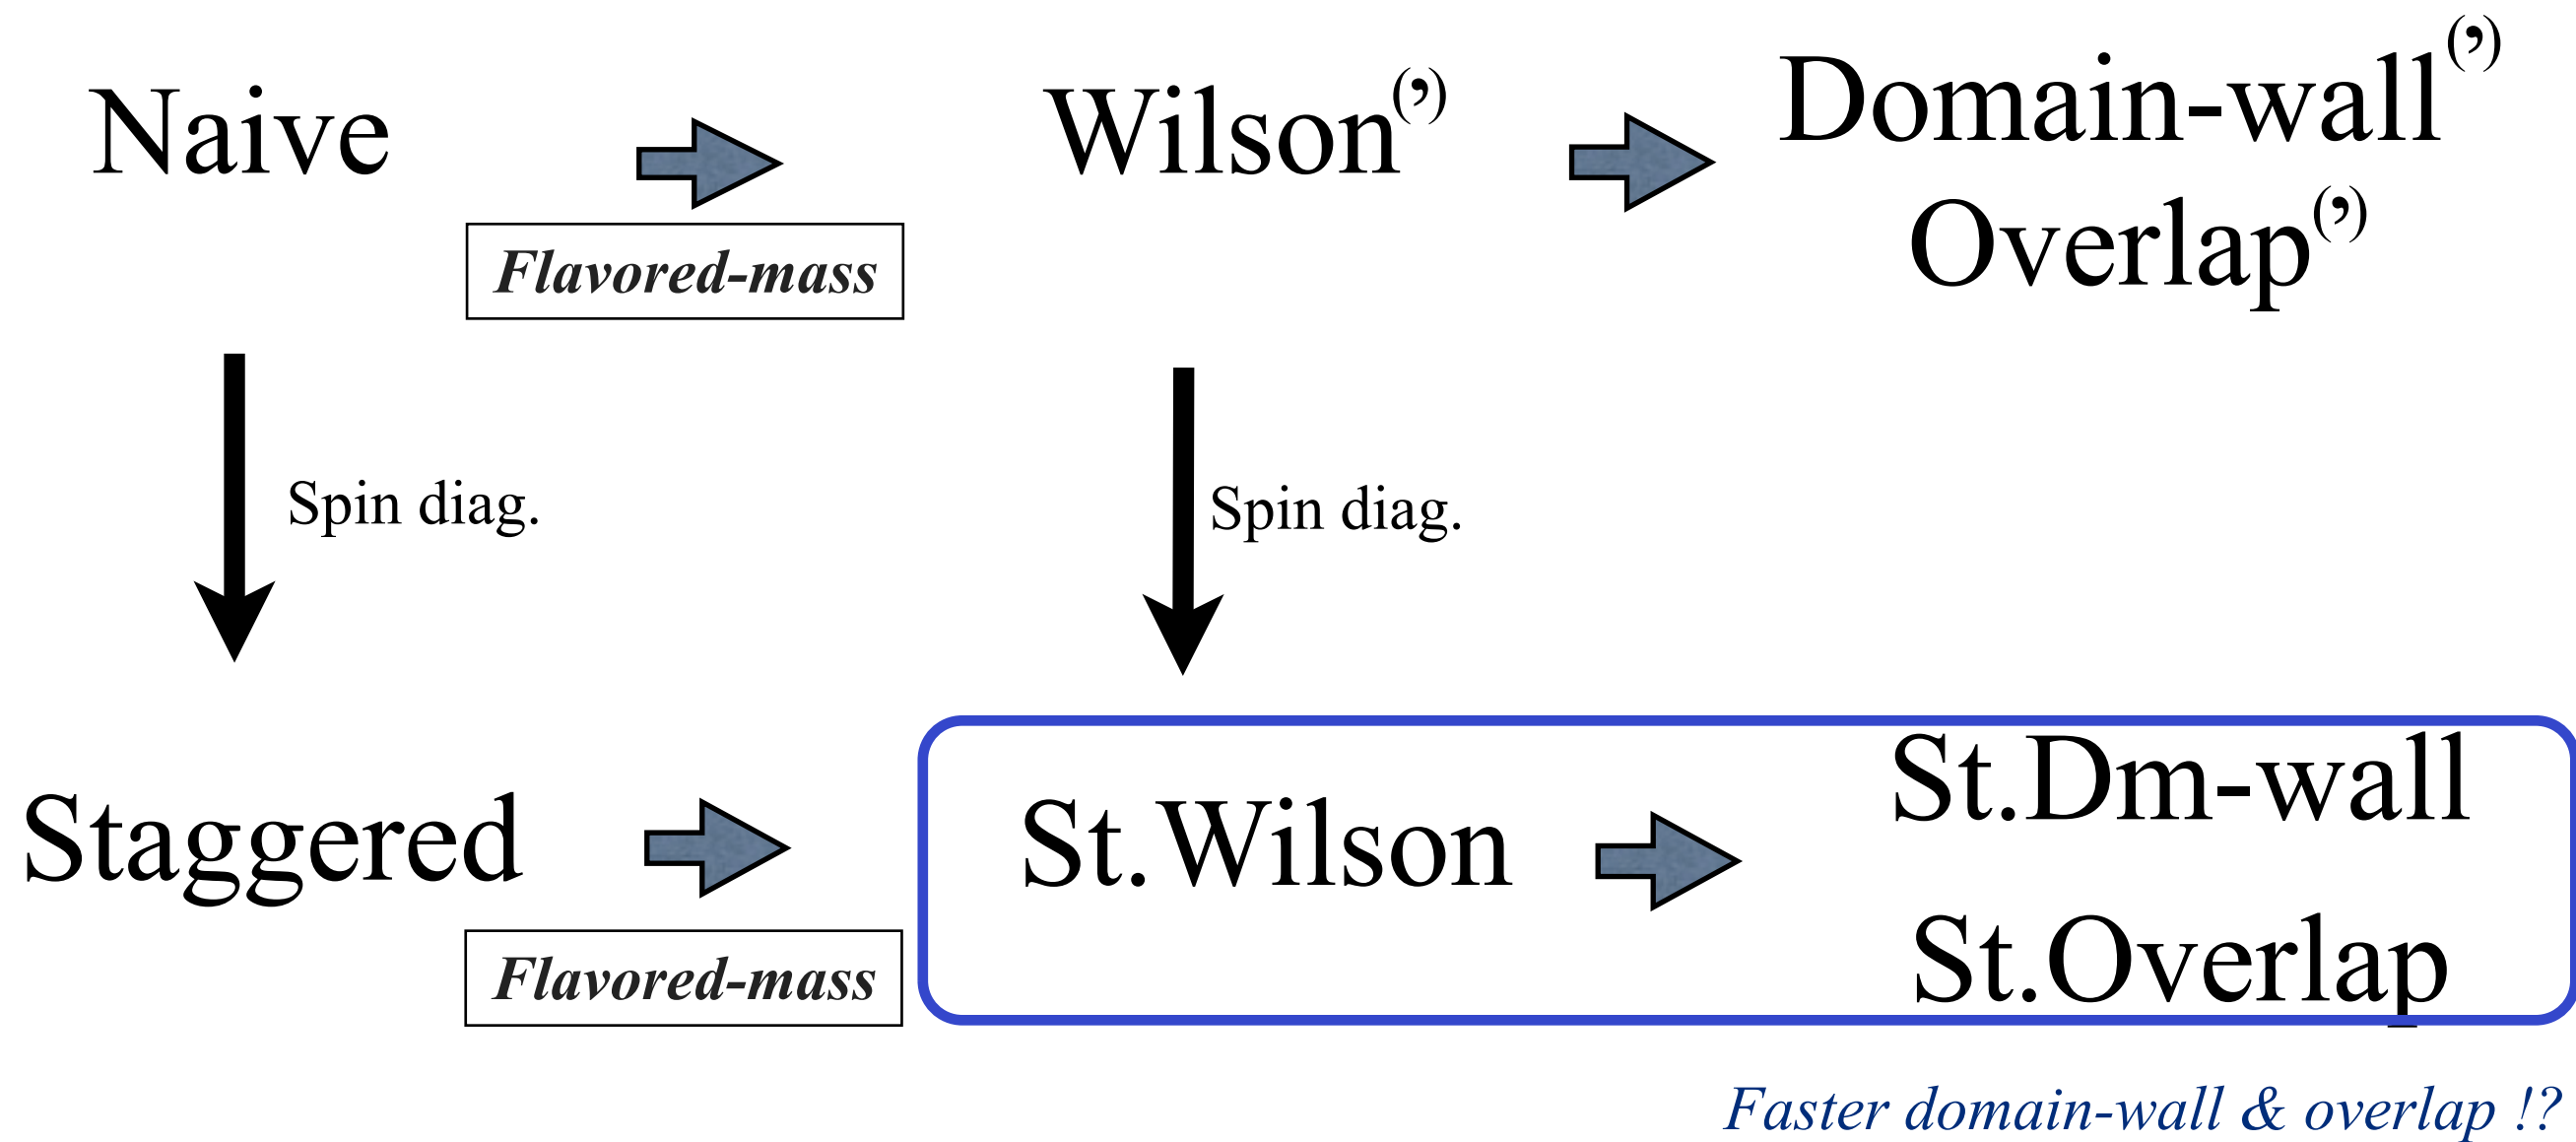 Naive
Wilson(’)
Domain-wall(’)
Overlap(’)
Flavored-mass
Spin diag.
Spin diag.
Staggered
St.Wilson
St.Dm-wall
St.Overlap
Flavored-mass
Faster domain-wall & overlap !?